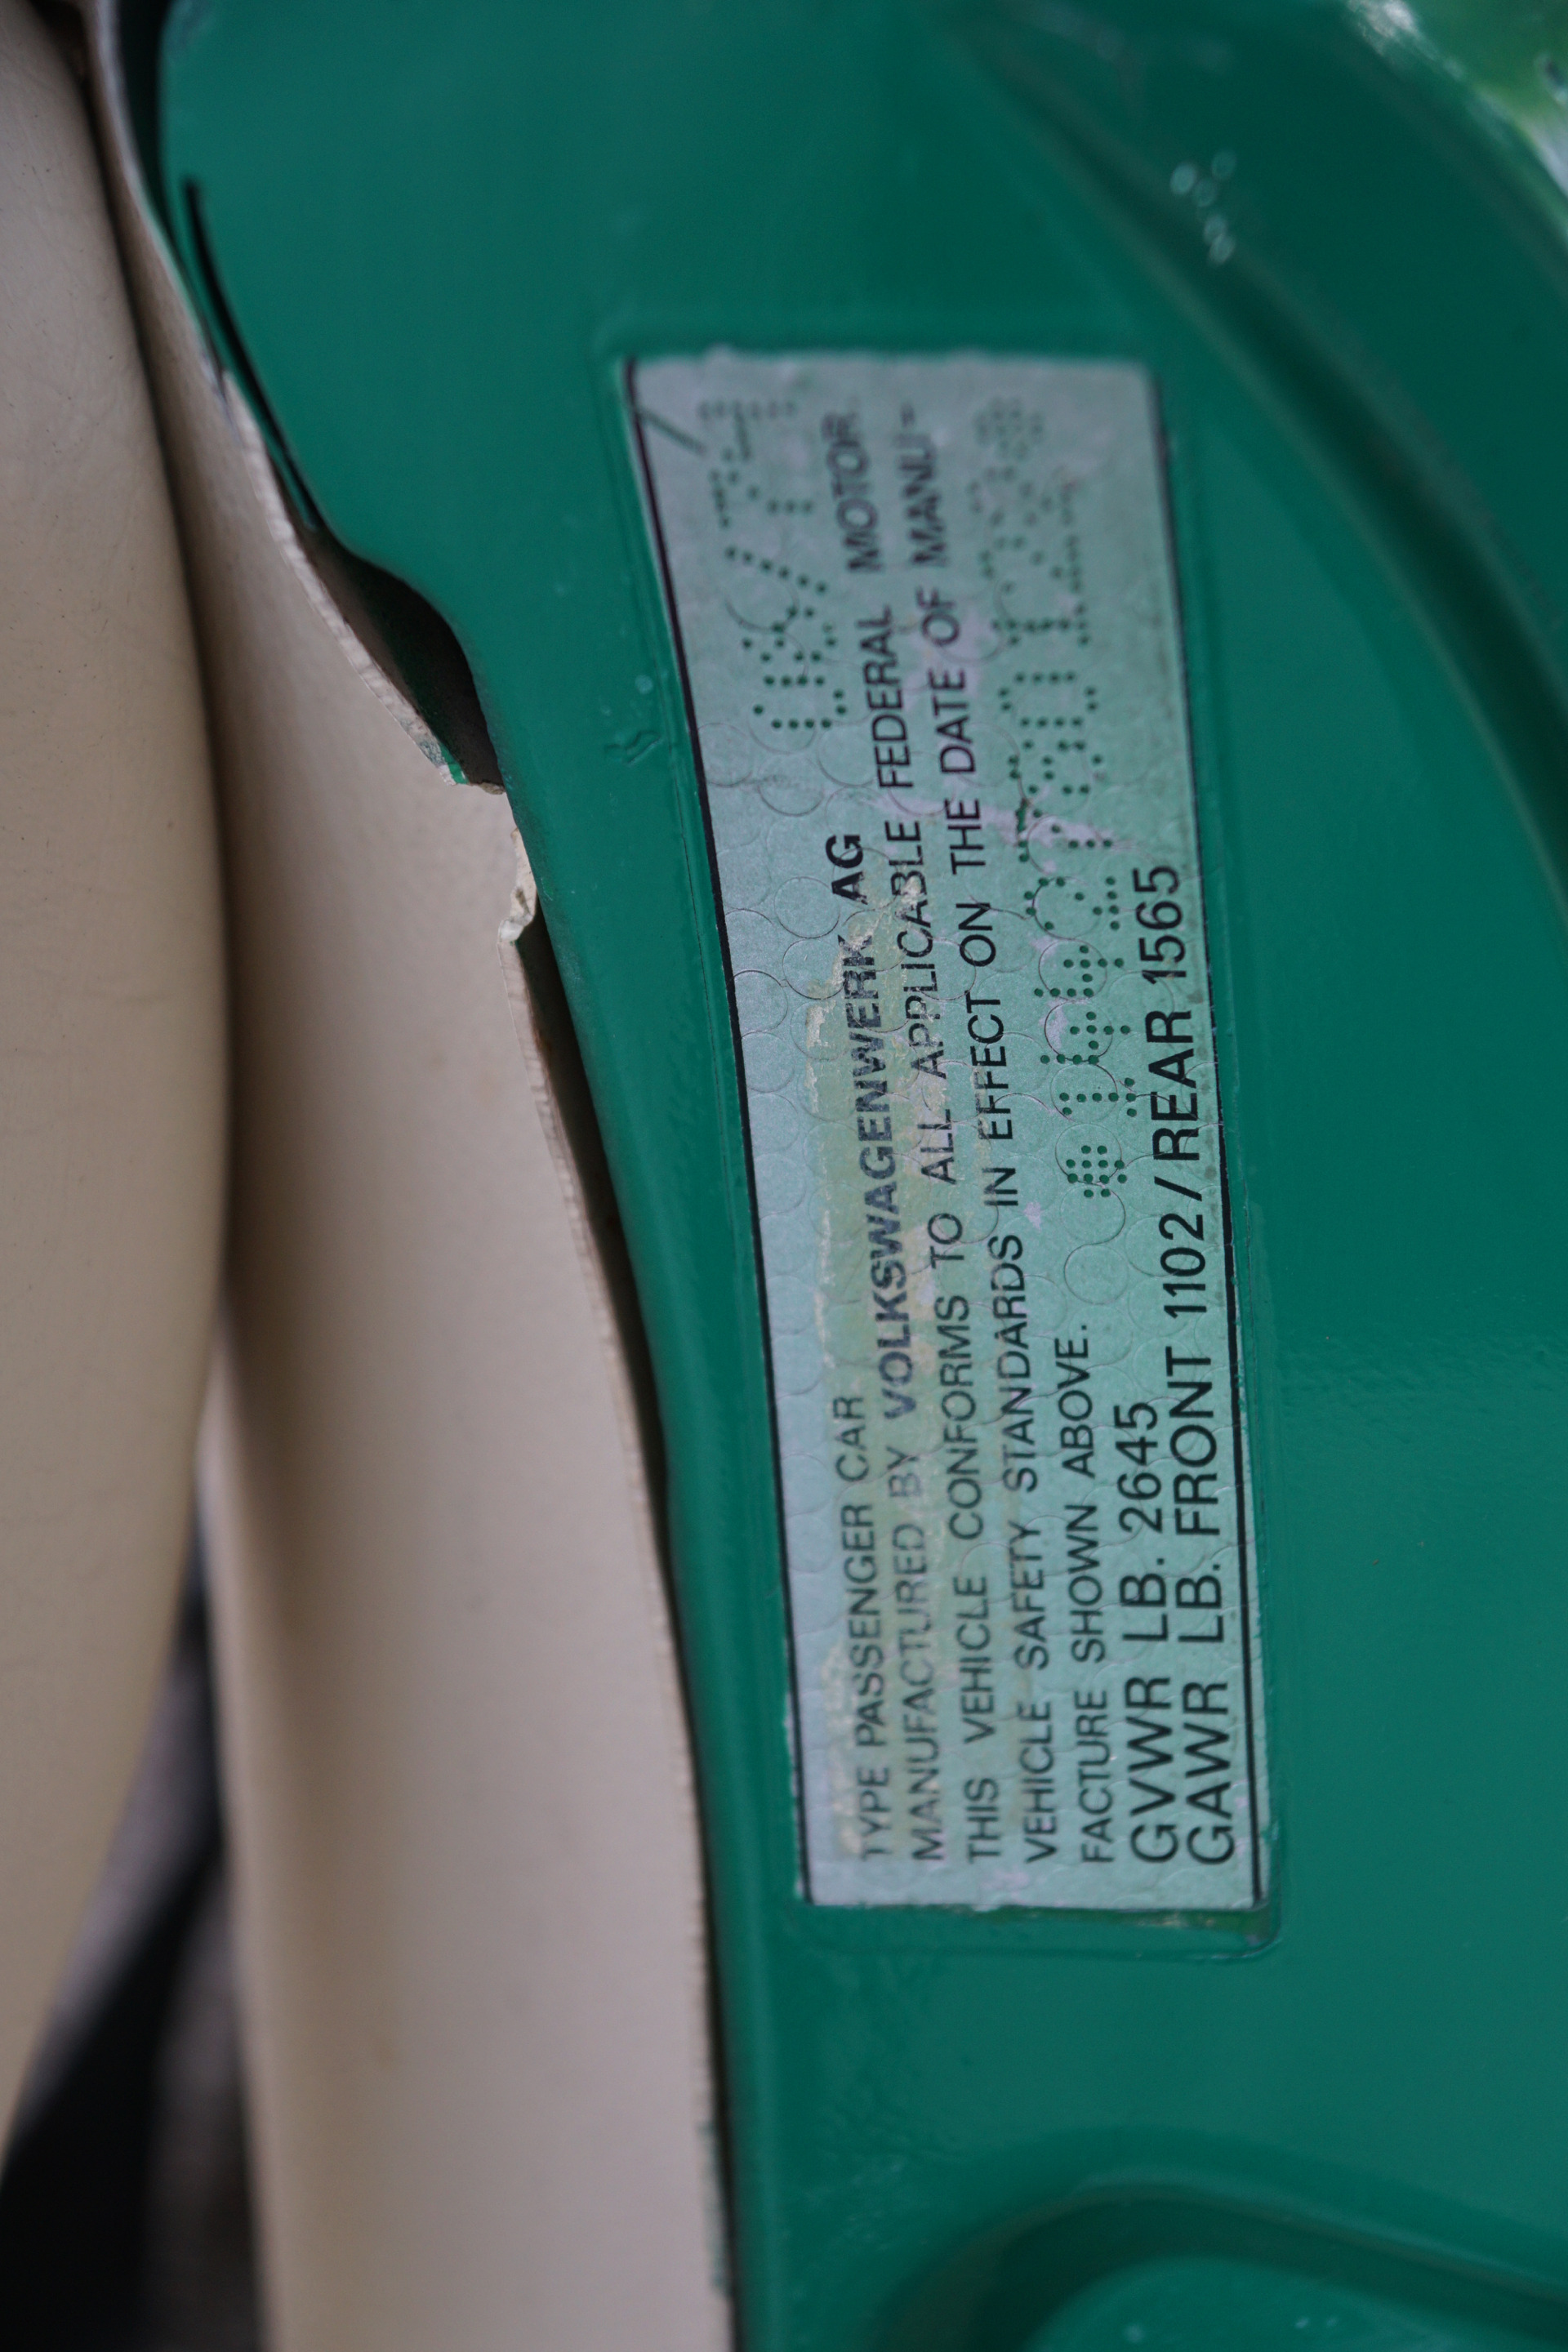 TYPE PASSENGER CAR
MANUFACTURED BY VOLKSWAGENWERK AG
THIS VEHICLE CONFORMS TO ALL APPLICABLE FEDERAL MOTOR
VEHICLE SAFETY STANDARDS IN EFFECT ON THE DATE OF MANU-
FACTURE SHOWN ABOVE.
GVWR LB. 2645
GAWR LB. FRONT 1102 / REAR 1565